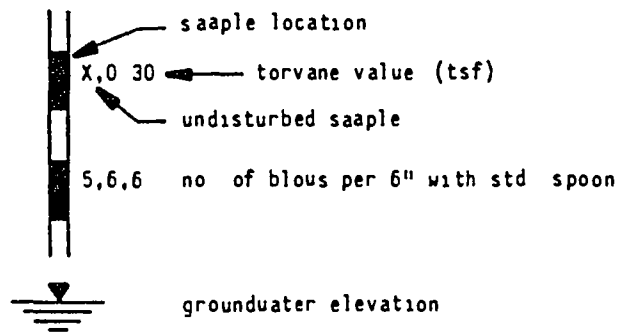 saaple location
X,0 30 torvane value (tsf)
undisturbed saaple
5,6,6 no of blous per 6" with std spoon
grounduater elevation